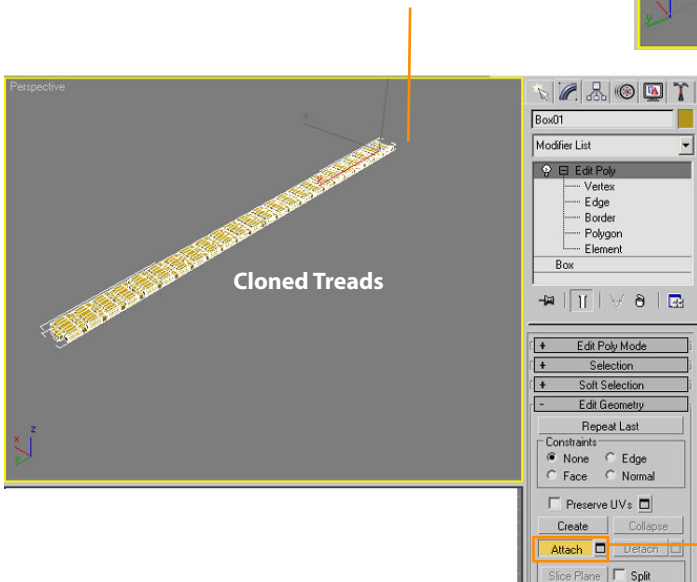 y
Perspective
x
Cloned Treads
z
x
y
Box01
Modifier List
Edit Poly
Vertex
Edge
Border
Polygon
Element
Box
+ Edit Poly Mode
+ Selection
+ Soft Selection
- Edit Geometry
Repeat Last
Constraints
None Edge
Face Normal
Preserve UVs
Create Collapse
Attach Detach
Slice Plane Split